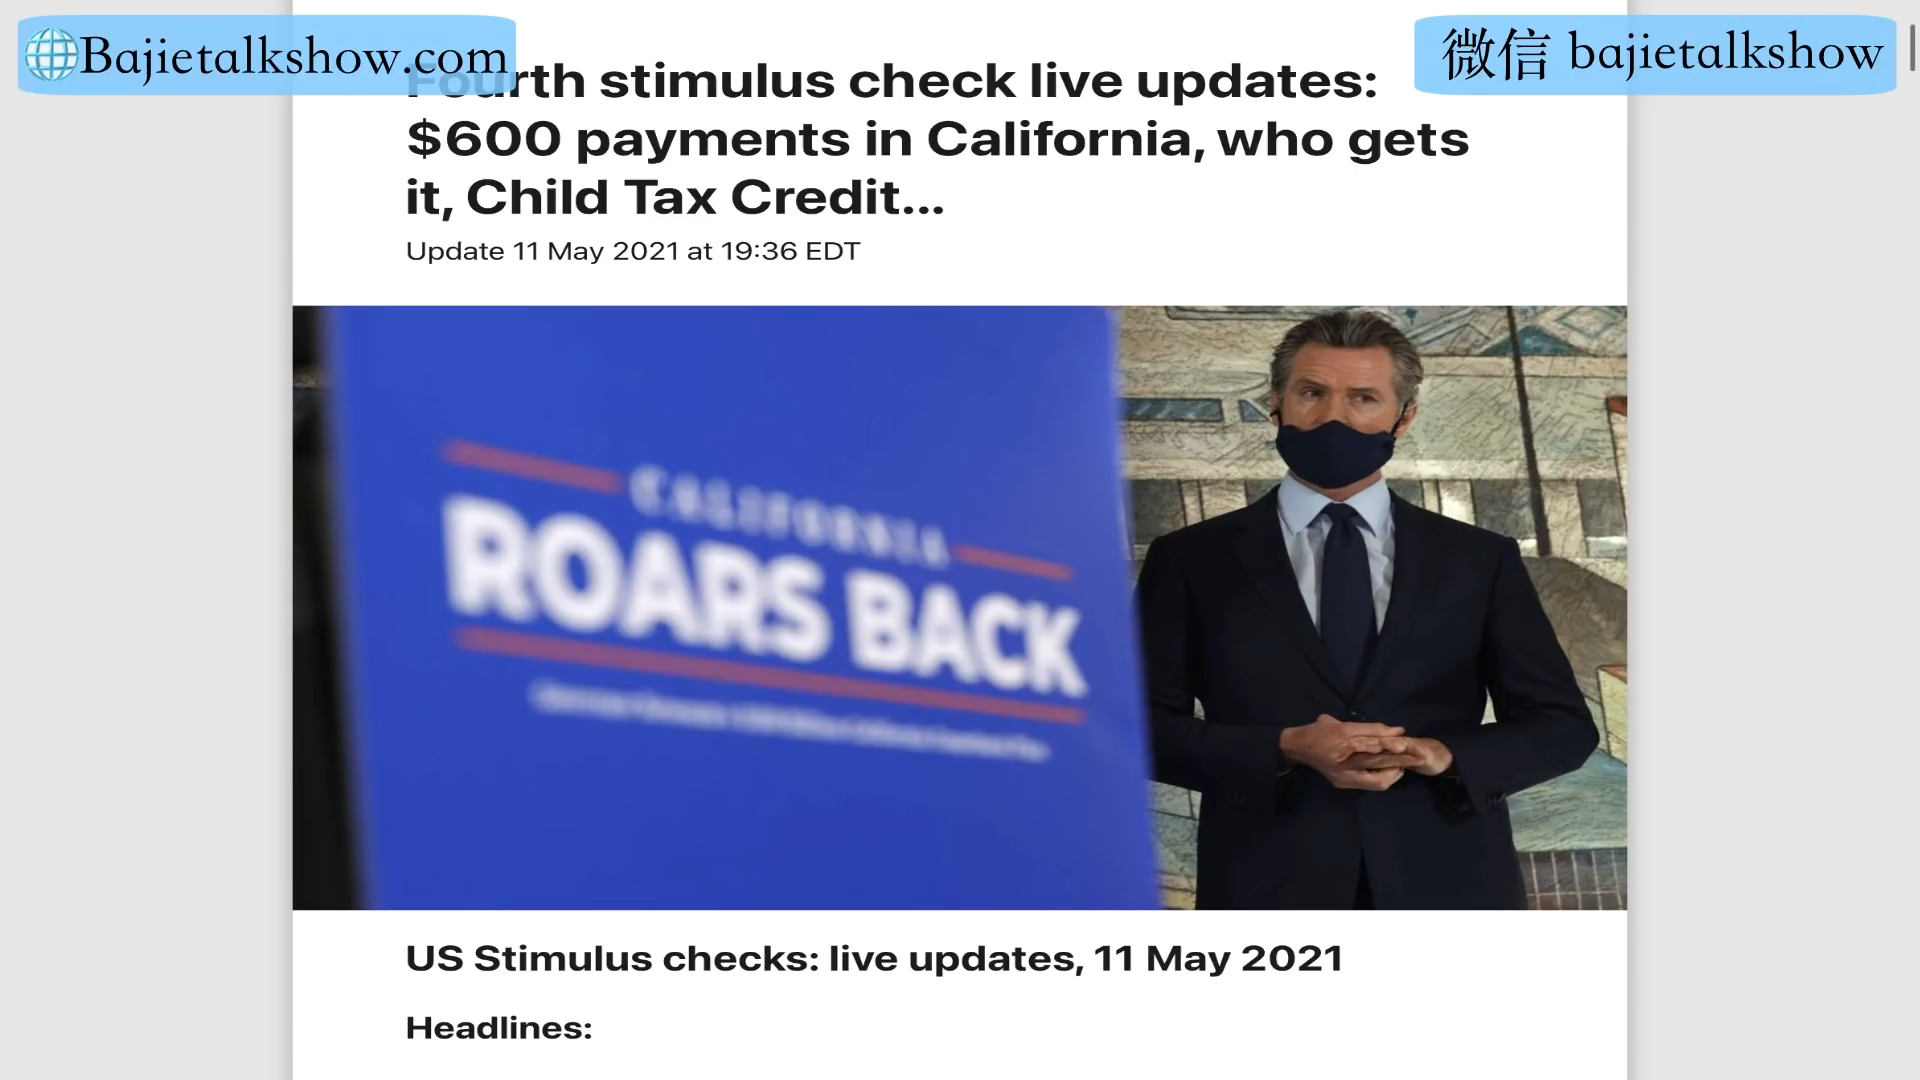 Bajietalkshow.com
微信 bajietalkshow
Fourth stimulus check live updates:
$600 payments in California, who gets
it, Child Tax Credit...
Update 11 May 2021 at 19:36 EDT
CALIFORNIA
ROARS BACK
US Stimulus checks: live updates, 11 May 2021
Headlines: